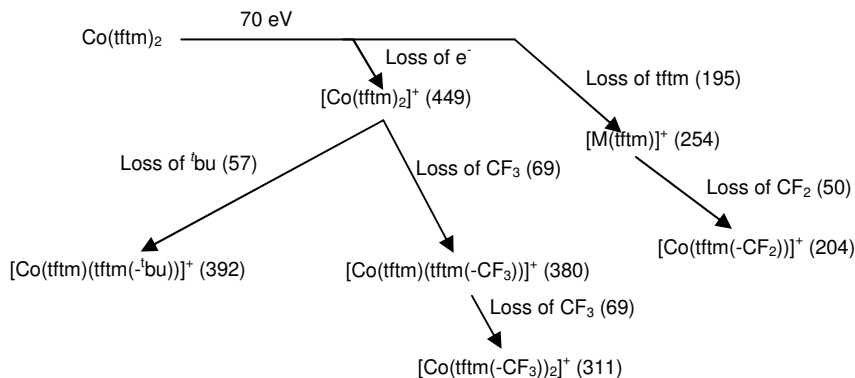 70 eV
Co(tftm)₂
Loss of e⁻
Loss of tftm (195)
[Co(tftm)₂]⁺ (449)
[M(tftm)]⁺ (254)
Loss of ᵗbu (57)
Loss of CF₃ (69)
Loss of CF₂ (50)
[Co(tftm)(tftm(-ᵗbu))]⁺ (392)
[Co(tftm)(tftm(-CF₃))]⁺ (380)
[Co(tftm(-CF₂))]⁺ (204)
Loss of CF₃ (69)
[Co(tftm(-CF₃))₂]⁺ (311)